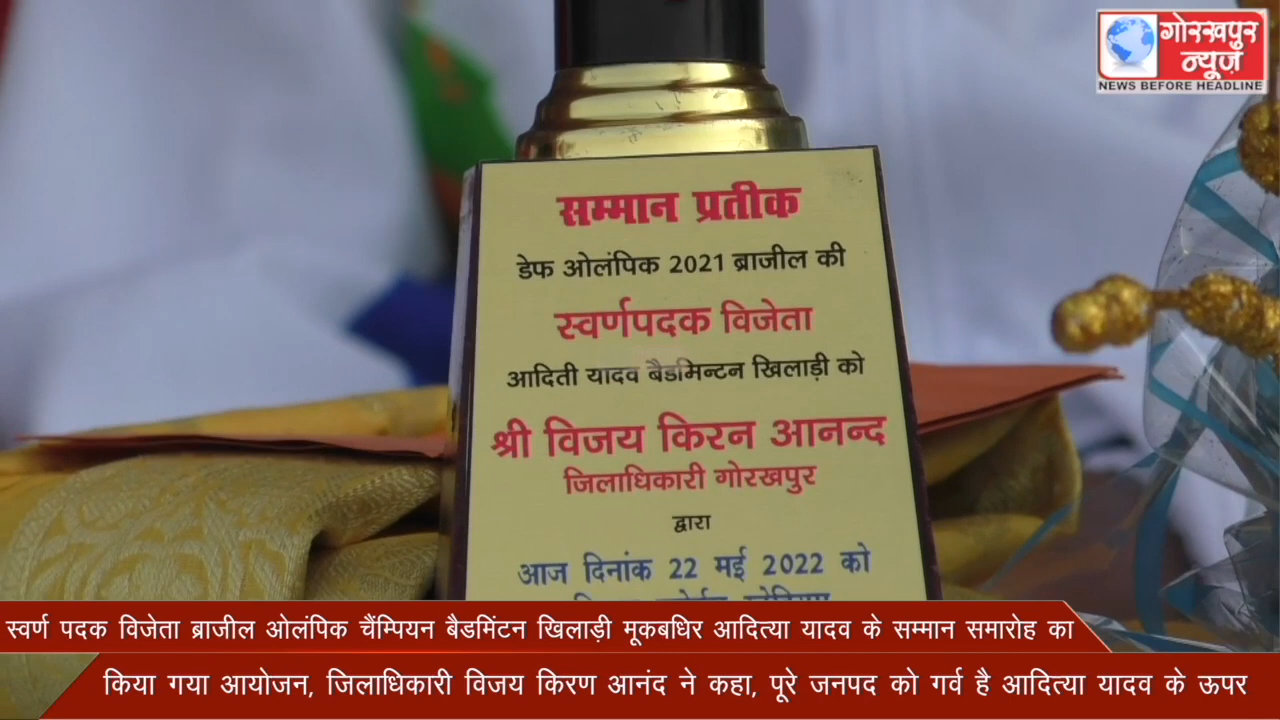 गोरखपुर
न्यूज़
NEWS BEFORE HEADLINE
सम्मान प्रतीक
डेफ ओलंपिक 2021 ब्राजील की
स्वर्णपदक विजेता
आदिती यादव बैडमिन्टन खिलाड़ी को
श्री विजय किरन आनन्द
जिलाधिकारी गोरखपुर
द्वारा
आज दिनांक 22 मई 2022 को
स्वर्ण पदक विजेता ब्राजील ओलंपिक चैंम्पियन बैडमिंटन खिलाड़ी मूकबधिर आदित्या यादव के सम्मान समारोह का
किया गया आयोजन, जिलाधिकारी विजय किरण आनंद ने कहा, पूरे जनपद को गर्व है आदित्या यादव के ऊपर